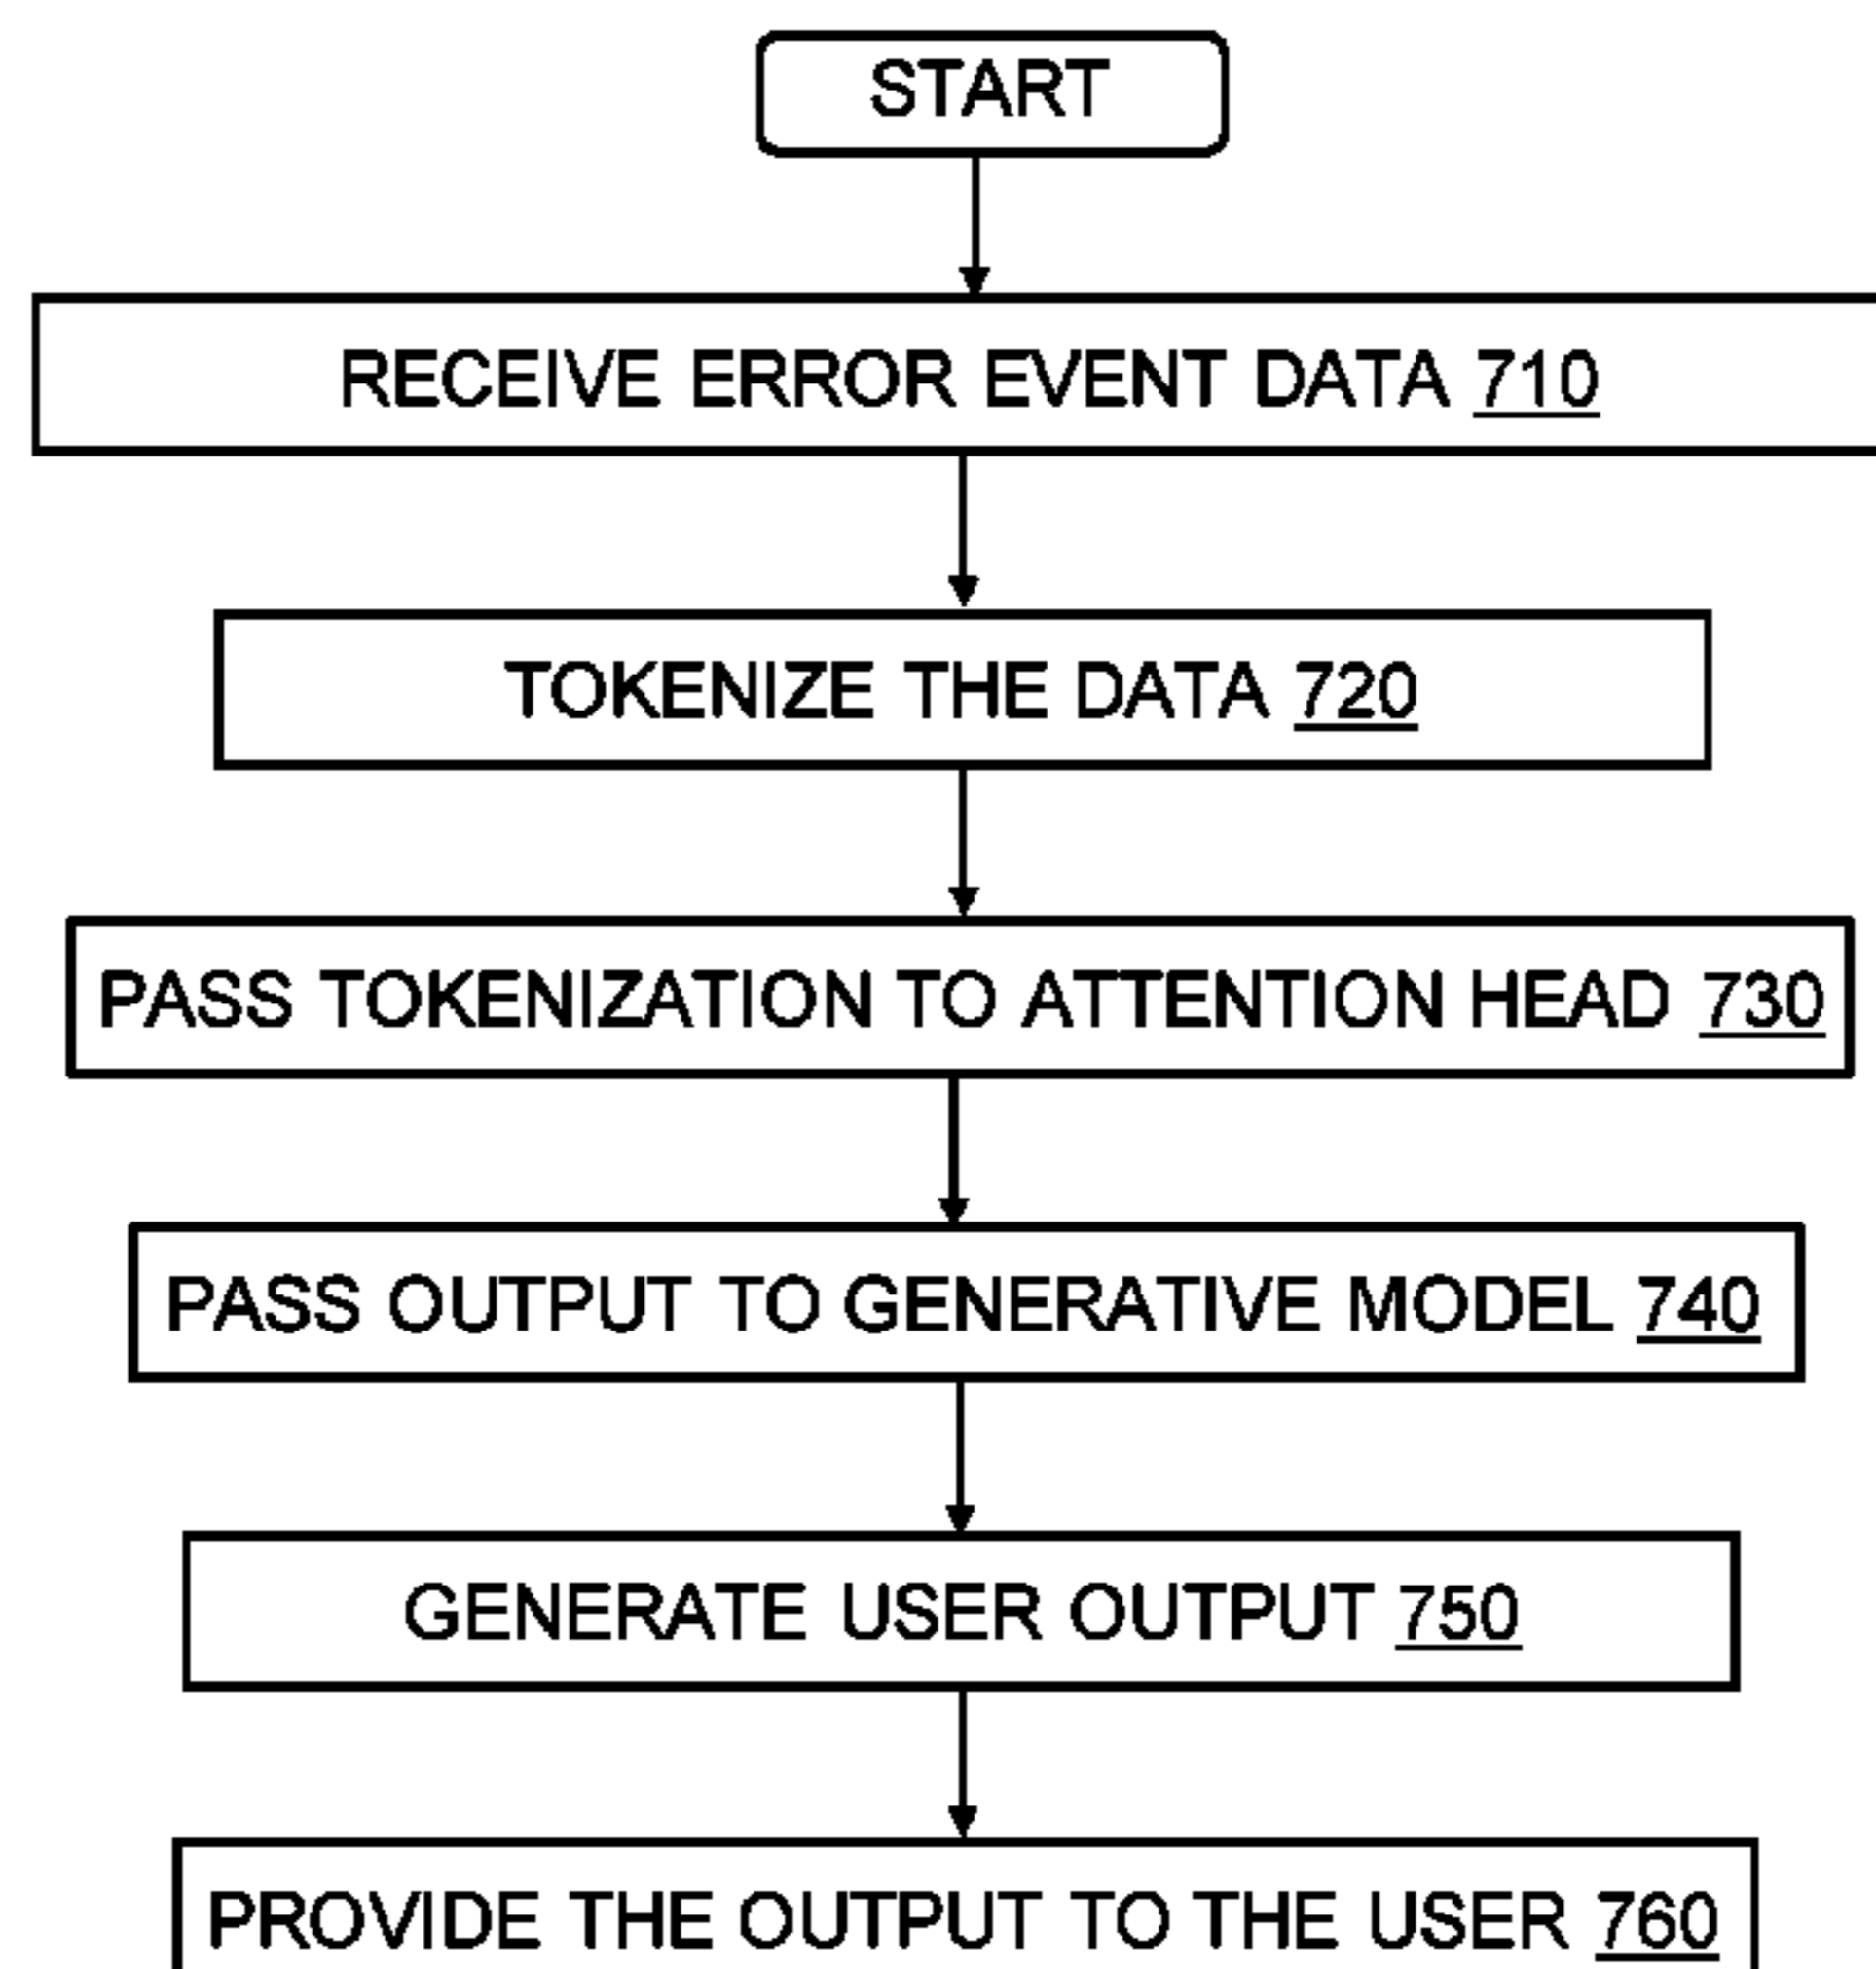 START
RECEIVE ERROR EVENT DATA 710
TOKENIZE THE DATA 720
PASS TOKENIZATION TO ATTENTION HEAD 730
PASS OUTPUT TO GENERATIVE MODEL 740
GENERATE USER OUTPUT 750
PROVIDE THE OUTPUT TO THE USER 760